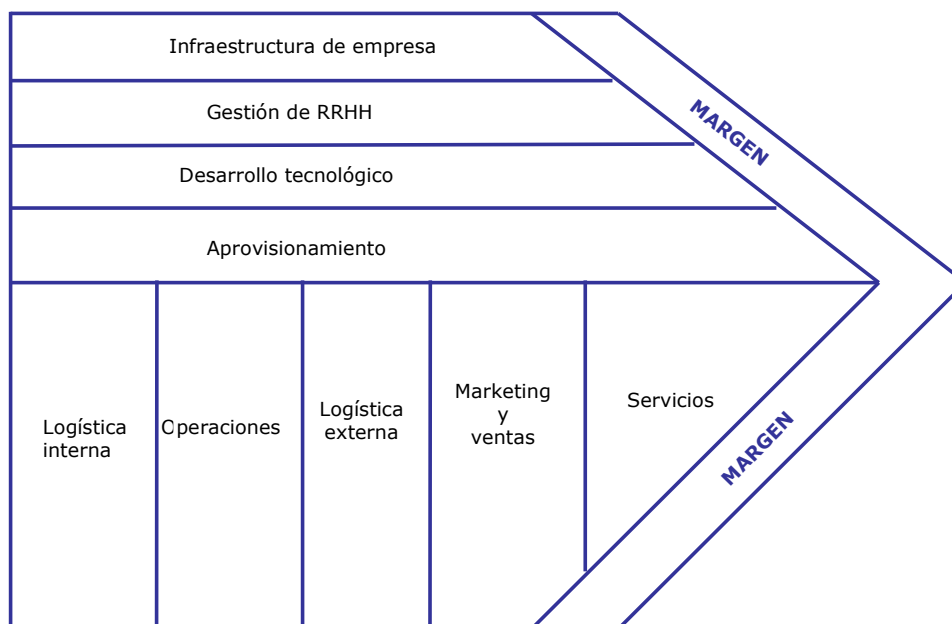 Infraestructura de empresa
MARGEN
Gestión de RRHH
Desarrollo tecnológico
Aprovisionamiento
Logística
interna
Operaciones
Logística
externa
Marketing
y
ventas
Servicios
MARGEN